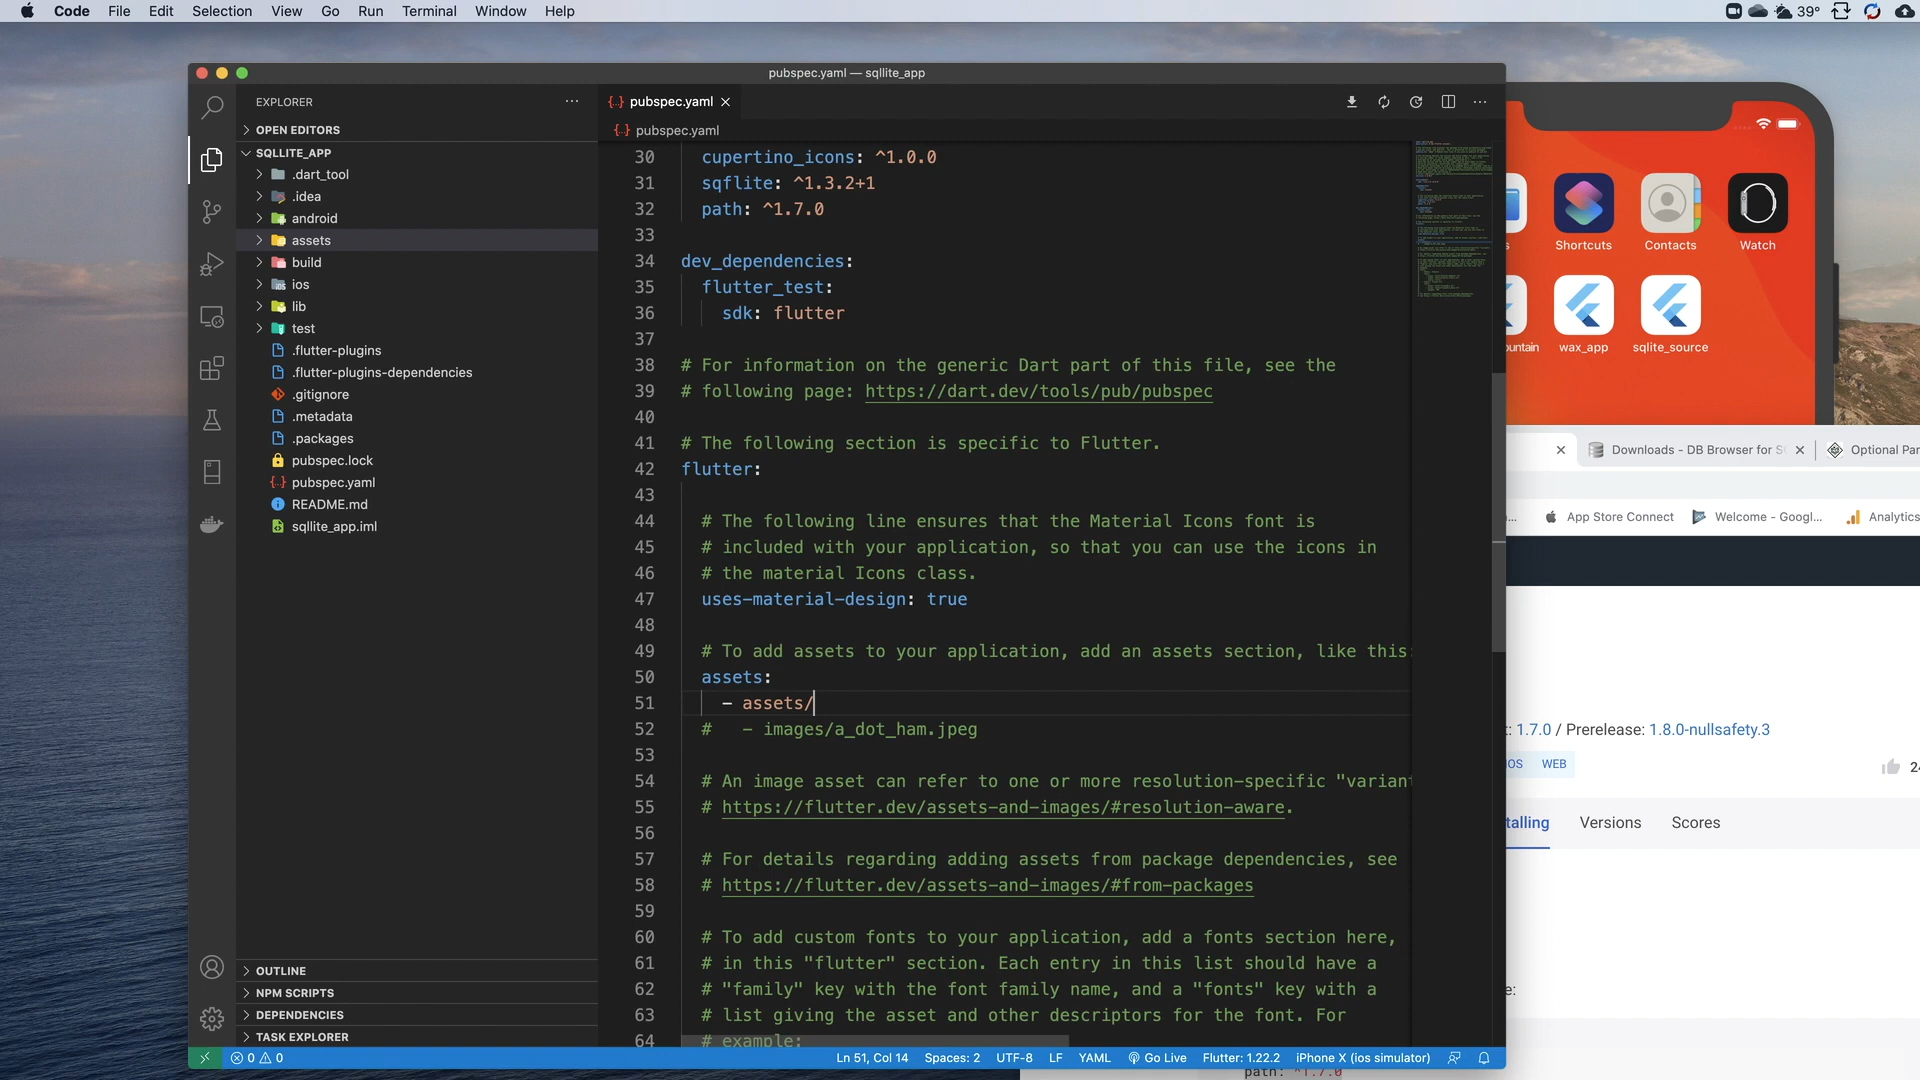 Code File Edit Selection View Go Run Terminal Window Help
39°
pubspec.yaml — sqllite_app
EXPLORER
OPEN EDITORS
SQLLITE_APP
.dart_tool
.idea
android
assets
build
ios
lib
test
.flutter-plugins
.flutter-plugins-dependencies
.gitignore
.metadata
.packages
pubspec.lock
pubspec.yaml
README.md
sqllite_app.iml
OUTLINE
NPM SCRIPTS
DEPENDENCIES
TASK EXPLORER
pubspec.yaml
pubspec.yaml
30 cupertino_icons: ^1.0.0
31 sqflite: ^1.3.2+1
32 path: ^1.7.0
33
34 dev_dependencies:
35 flutter_test:
36 sdk: flutter
37
38 # For information on the generic Dart part of this file, see the
39 # following page: https://dart.dev/tools/pub/pubspec
40
41 # The following section is specific to Flutter.
42 flutter:
43
44 # The following line ensures that the Material Icons font is
45 # included with your application, so that you can use the icons in
46 # the material Icons class.
47 uses-material-design: true
48
49 # To add assets to your application, add an assets section, like this:
50 assets:
51 - assets/
52 # - images/a_dot_ham.jpeg
53
54 # An image asset can refer to one or more resolution-specific "variant
55 # https://flutter.dev/assets-and-images/#resolution-aware.
56
57 # For details regarding adding assets from package dependencies, see
58 # https://flutter.dev/assets-and-images/#from-packages
59
60 # To add custom fonts to your application, add a fonts section here,
61 # in this "flutter" section. Each entry in this list should have a
62 # "family" key with the font family name, and a "fonts" key with a
63 # list giving the asset and other descriptors for the font. For
64 # example:
0 0
Ln 51, Col 14 Spaces: 2 UTF-8 LF YAML Go Live Flutter: 1.22.2 iPhone X (ios simulator)
Shortcuts Contacts Watch
untain wax_app sqlite_source
Downloads - DB Browser for S
Optional Par
App Store Connect Welcome - Googl... Analytics
: 1.7.0 / Prerelease: 1.8.0-nullsafety.3
IOS WEB
24
talling Versions Scores
e:
path: ^1.7.0